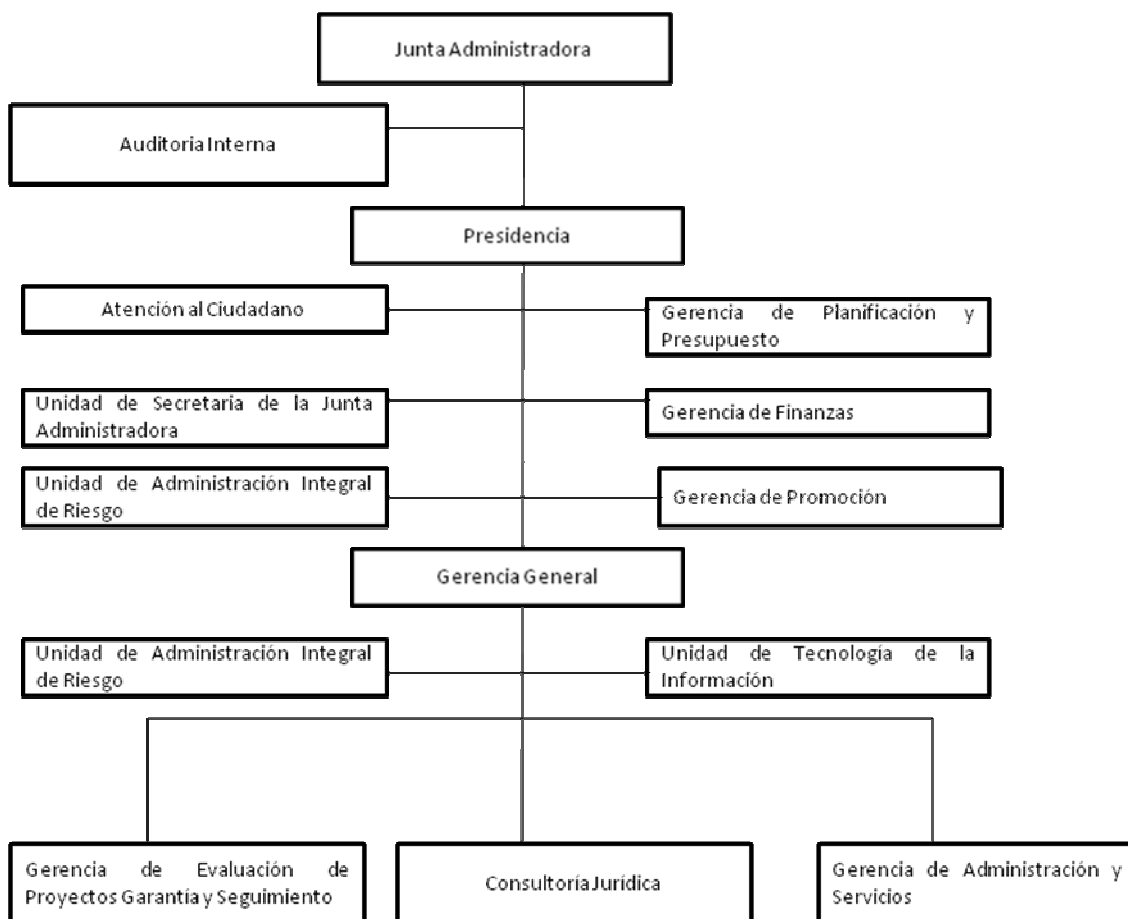 Junta Administradora
Auditoria Interna
Presidencia
Atención al Ciudadano
Gerencia de Planificación y
Presupuesto
Unidad de Secretaría de la Junta
Administradora
Gerencia de Finanzas
Unidad de Administración Integral
de Riesgo
Gerencia de Promoción
Gerencia General
Unidad de Administración Integral
de Riesgo
Unidad de Tecnología de la
Información
Gerencia de Evaluación de
Proyectos Garantía y Seguimiento
Consultoría Jurídica
Gerencia de Administración y
Servicios